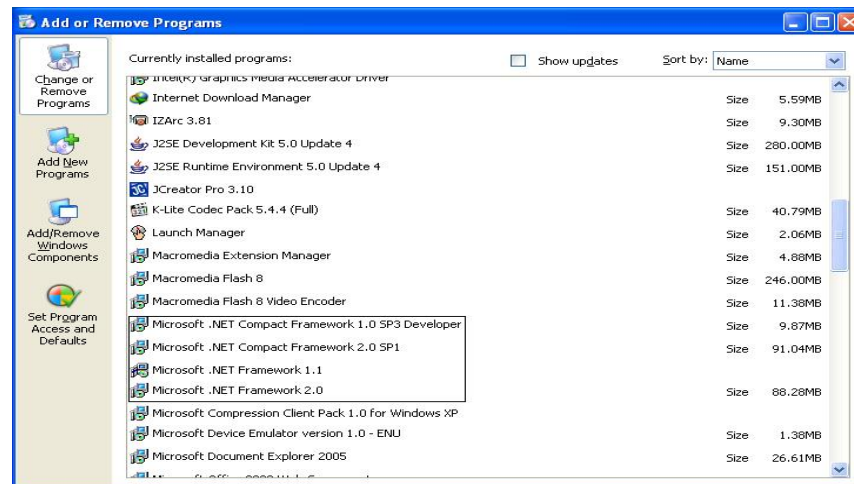 Add or Remove Programs
Change or
Remove
Programs
Add New
Programs
Add/Remove
Windows
Components
Set Program
Access and
Defaults
Currently installed programs:
Show updates
Sort by: Name
Intel(R) Graphics Media Accelerator Driver
Internet Download Manager Size 5.59MB
IZArc 3.81 Size 9.30MB
J2SE Development Kit 5.0 Update 4 Size 280.00MB
J2SE Runtime Environment 5.0 Update 4 Size 151.00MB
JCreator Pro 3.10
K-Lite Codec Pack 5.4.4 (Full) Size 40.79MB
Launch Manager Size 2.06MB
Macromedia Extension Manager Size 4.88MB
Macromedia Flash 8 Size 246.00MB
Macromedia Flash 8 Video Encoder Size 11.38MB
Microsoft .NET Compact Framework 1.0 SP3 Developer Size 9.87MB
Microsoft .NET Compact Framework 2.0 SP1 Size 91.04MB
Microsoft .NET Framework 1.1
Microsoft .NET Framework 2.0 Size 88.28MB
Microsoft Compression Client Pack 1.0 for Windows XP
Microsoft Device Emulator version 1.0 - ENU Size 1.38MB
Microsoft Document Explorer 2005 Size 26.61MB